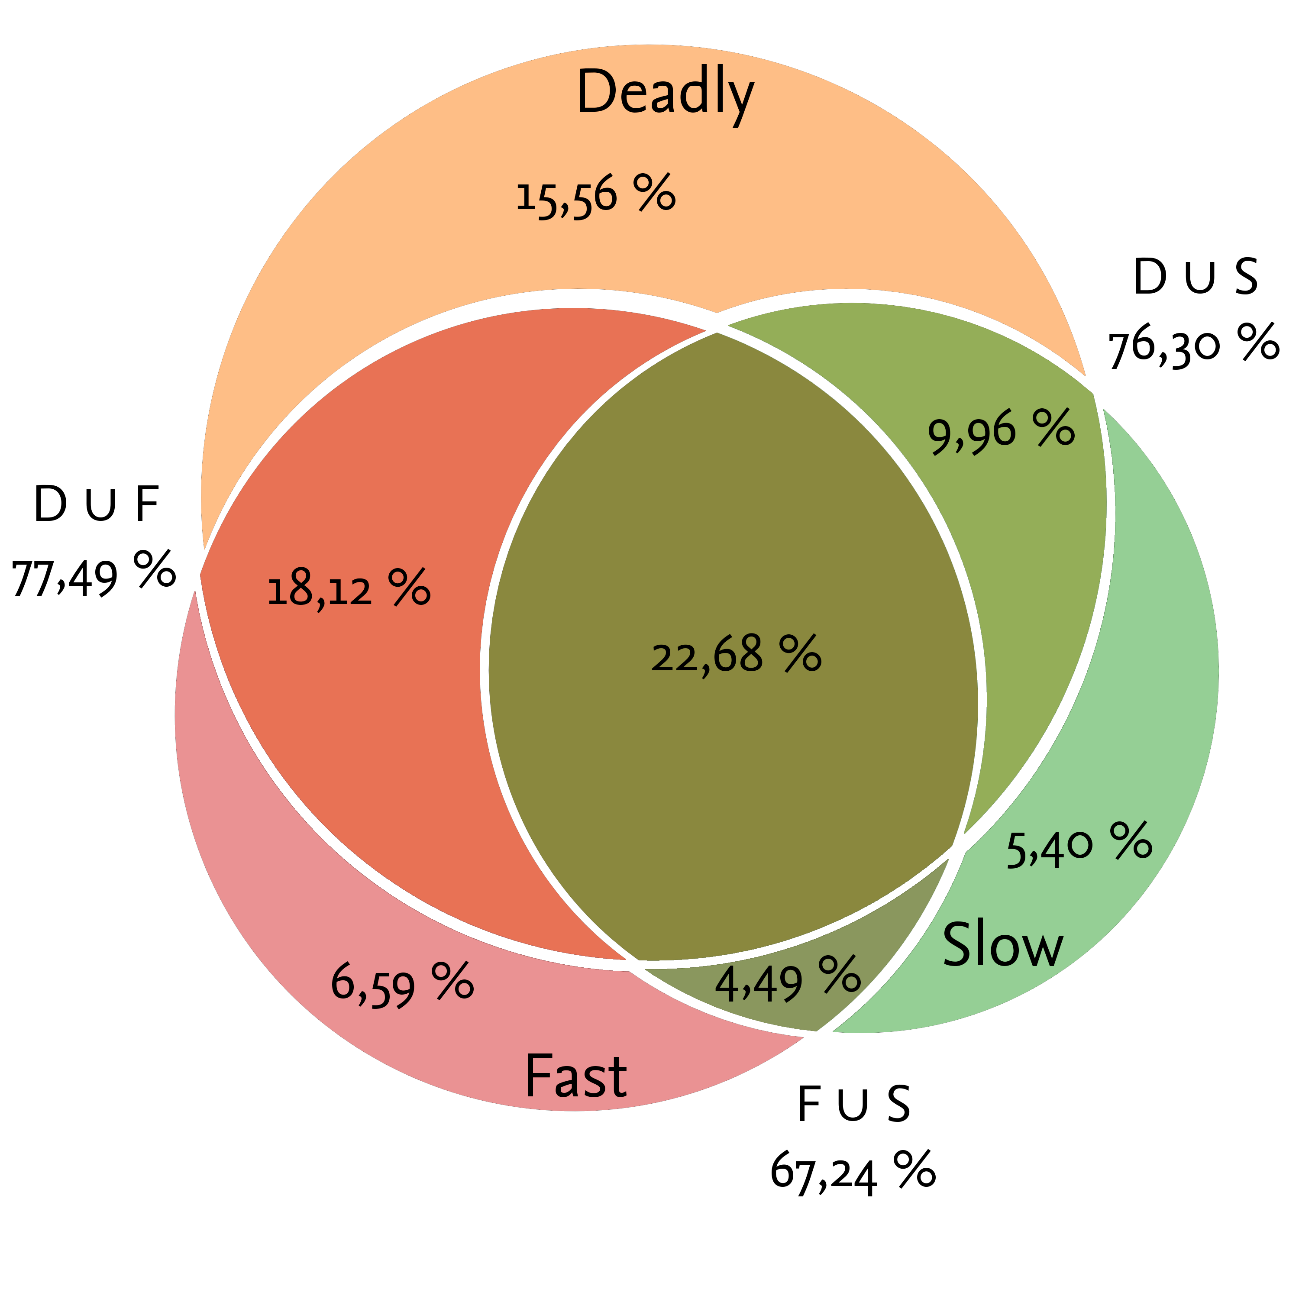 Deadly
15,56 %
D ∪ S
76,30 %
9,96 %
D ∪ F
77,49 %
18,12 %
22,68 %
5,40 %
Slow
4,49 %
6,59 %
Fast
F ∪ S
67,24 %